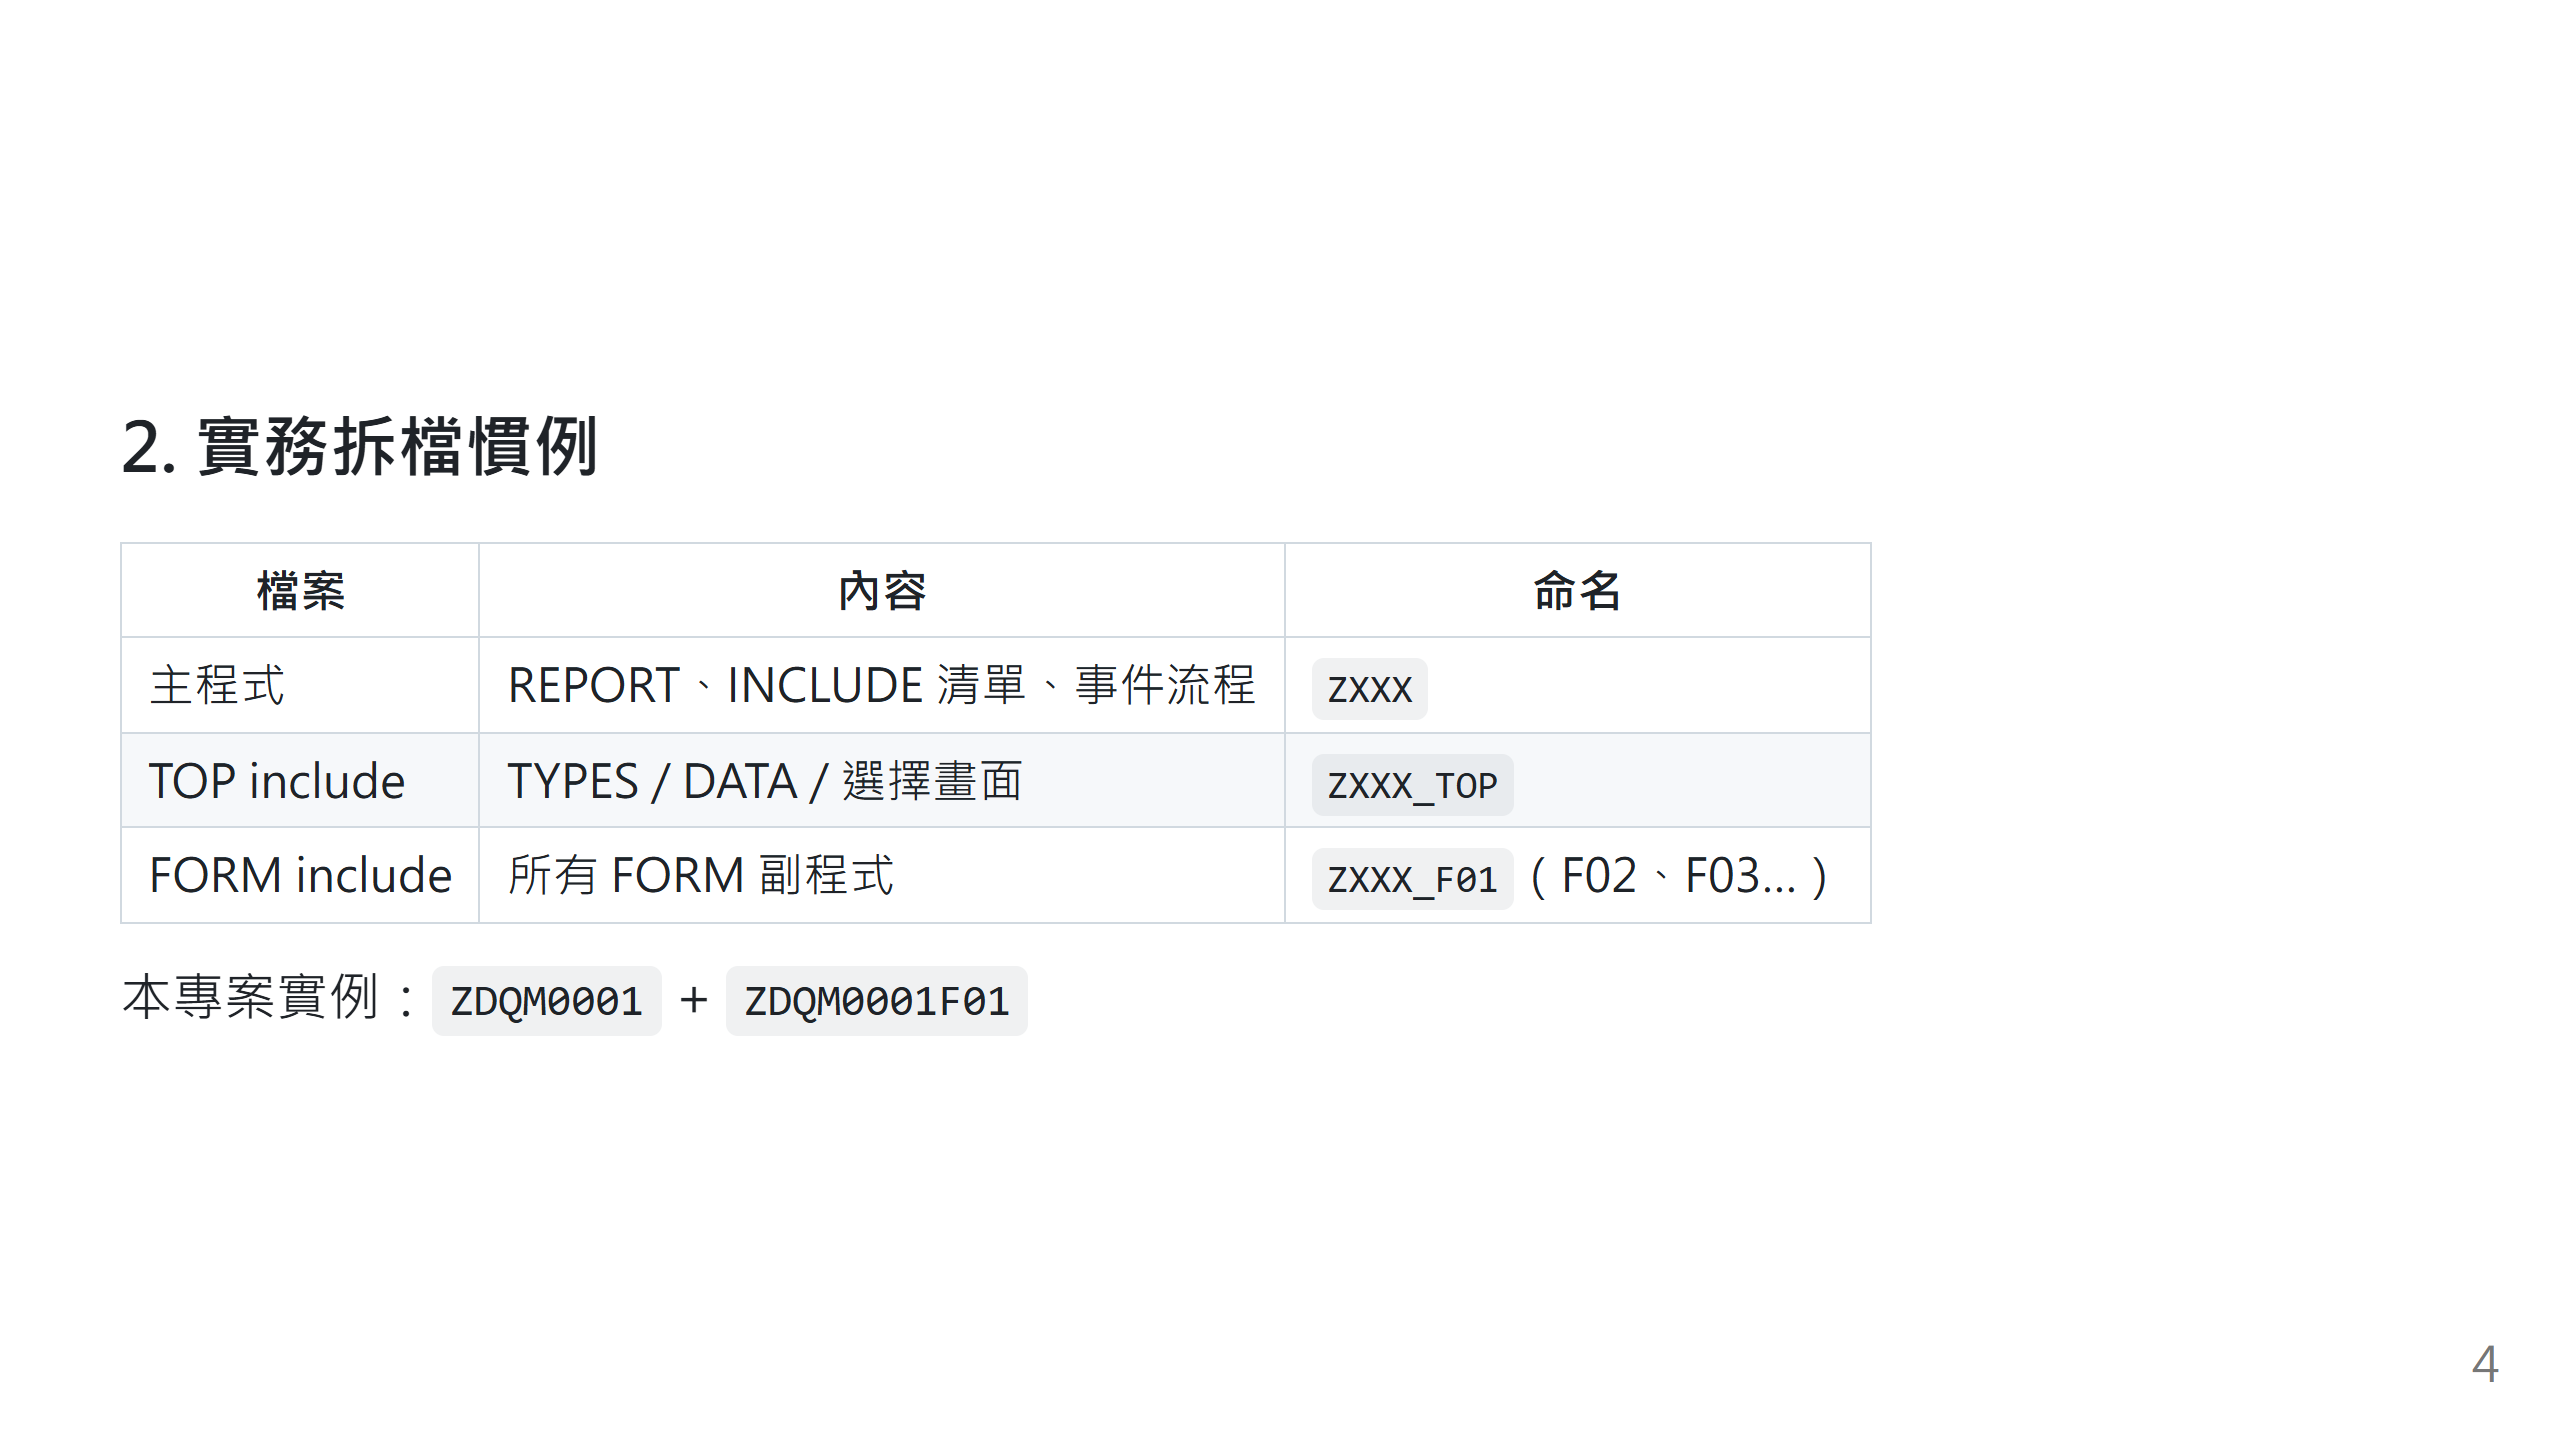 2. 實務拆檔慣例
檔案 內容 命名
主程式 REPORT、INCLUDE 清單、事件流程 ZXXX
TOP include TYPES / DATA / 選擇畫面 ZXXX_TOP
FORM include 所有 FORM 副程式 ZXXX_F01（F02、F03…）
本專案實例：ZDQM0001 + ZDQM0001F01
4